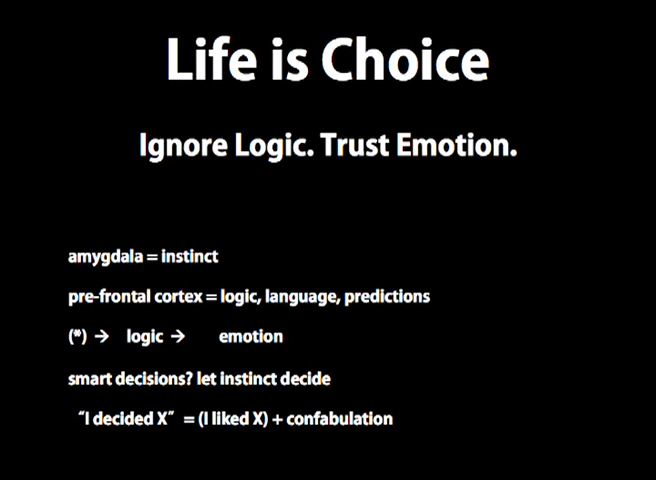 Life is Choice
Ignore Logic. Trust Emotion.
amygdala = instinct
pre-frontal cortex = logic, language, predictions
(*) → logic → emotion
smart decisions? let instinct decide
“I decided X” = (I liked X) + confabulation